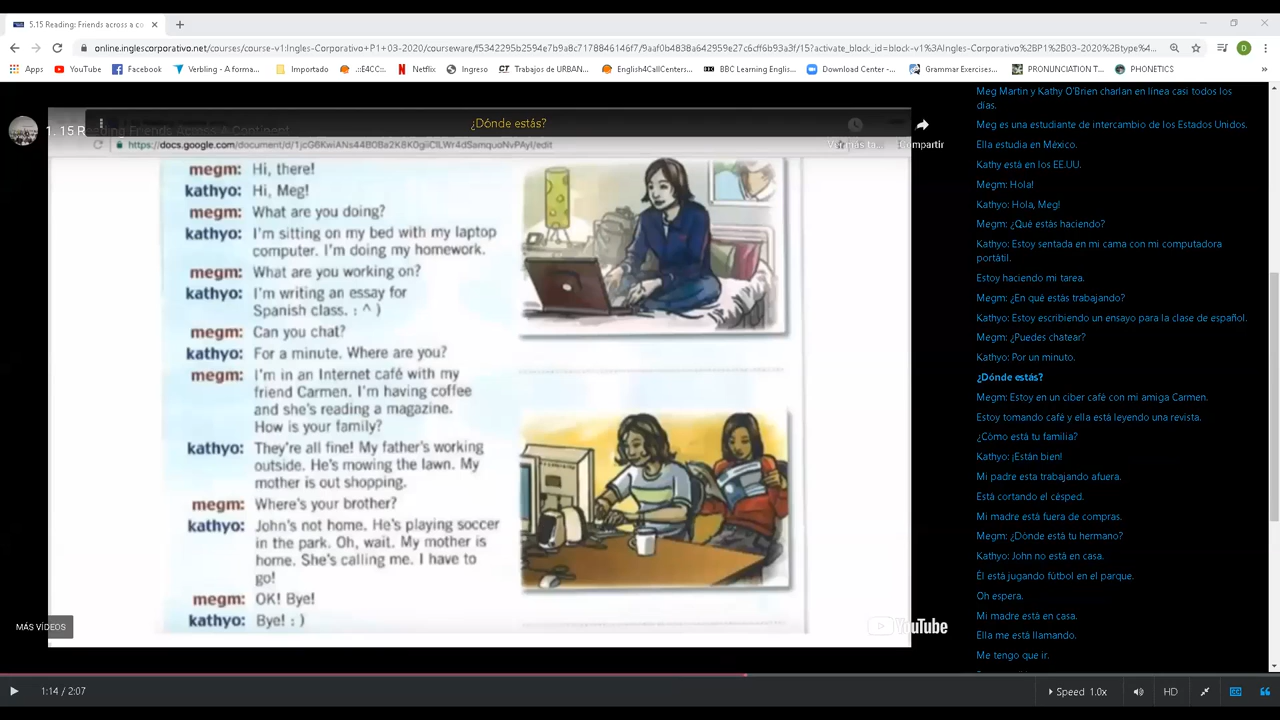 5.15 Reading: Friends across a co
online.inglescorporativo.net/courses/course-v1:Ingles-Corporativo+P1+03-2020/courseware/f5342295b2594e7b9a8c7178846146f7/9aaf0b4838a642959e27c6df6b93a3f/15?activate_block_id=block-v1%3AIngles-Corporativo%2BP1%2B03-2020%2Btype%4...
D
Apps YouTube Facebook Verbling - A forma... Importado .::E4CC::. Netflix Ingreso CT Trabajos de URBAN... English4CallCenters... BBC Learning Englis... Download Center -... Grammar Exercises... PRONUNCIATION T... PHONETICS
1. 15 Reading Friends Across A Continent
¿Dónde estás?
Compartir
megm: Hi, there!
kathyo: Hi, Meg!
megm: What are you doing?
kathyo: I'm sitting on my bed with my laptop
computer. I'm doing my homework.
megm: What are you working on?
kathyo: I'm writing an essay for
Spanish class. : ^ )
megm: Can you chat?
kathyo: For a minute. Where are you?
megm: I'm in an Internet café with my
friend Carmen. I'm having coffee
and she's reading a magazine.
How is your family?
kathyo: They're all fine! My father's working
outside. He's mowing the lawn. My
mother is out shopping.
megm: Where's your brother?
kathyo: John's not home. He's playing soccer
in the park. Oh, wait. My mother is
home. She's calling me. I have to
go!
megm: OK! Bye!
kathyo: Bye! : )
MÁS VÍDEOS
YouTube
Meg Martin y Kathy O'Brien charlan en línea casi todos los
días.
Meg es una estudiante de intercambio de los Estados Unidos.
Ella estudia en México.
Kathy está en los EE.UU.
Megm: Hola!
Kathyo: Hola, Meg!
Megm: ¿Qué estás haciendo?
Kathyo: Estoy sentada en mi cama con mi computadora
portátil.
Estoy haciendo mi tarea.
Megm: ¿En qué estás trabajando?
Kathyo: Estoy escribiendo un ensayo para la clase de español.
Megm: ¿Puedes chatear?
Kathyo: Por un minuto.
¿Dónde estás?
Megm: Estoy en un ciber café con mi amiga Carmen.
Estoy tomando café y ella está leyendo una revista.
¿Cómo está tu familia?
Kathyo: ¡Están bien!
Mi padre esta trabajando afuera.
Está cortando el césped.
Mi madre está fuera de compras.
Megm: ¿Dónde está tu hermano?
Kathyo: John no está en casa.
Él está jugando fútbol en el parque.
Oh espera.
Mi madre está en casa.
Ella me está llamando.
Me tengo que ir.
1:14 / 2:07
Speed 1.0x
HD
CC